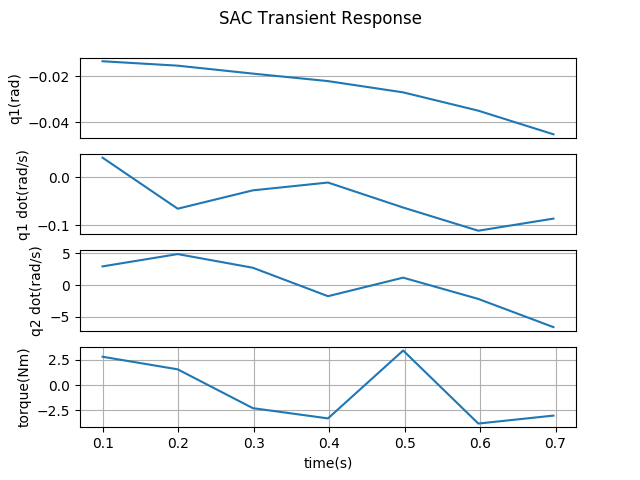 SAC Transient Response
q1(rad)
−0.02
−0.04
q1 dot(rad/s)
0.0
−0.1
q2 dot(rad/s)
5
0
−5
torque(Nm)
2.5
0.0
−2.5
0.1 0.2 0.3 0.4 0.5 0.6 0.7
time(s)